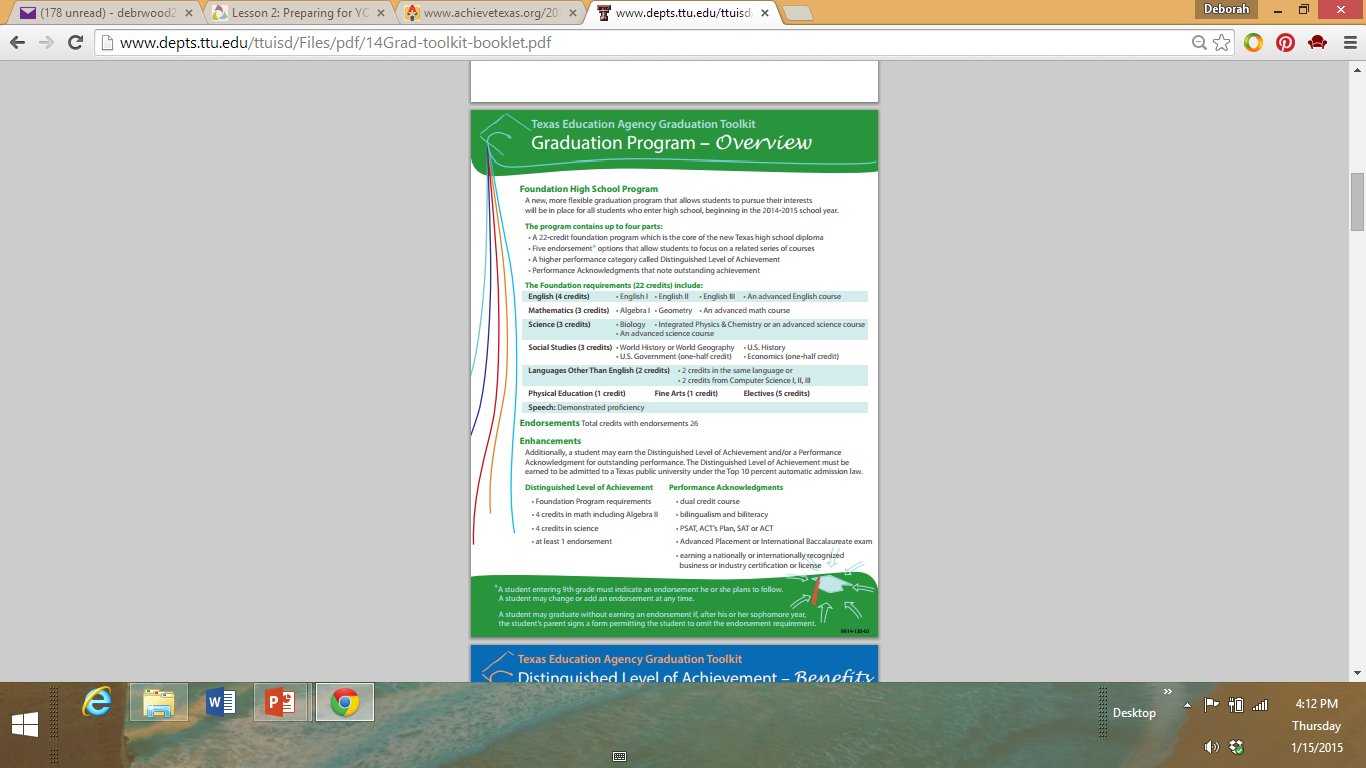 (178 unread) - debrwood2
Lesson 2: Preparing for YO
www.achievetexas.org/20
www.depts.ttu.edu/ttuisd/
Deborah
www.depts.ttu.edu/ttuisd/Files/pdf/14Grad-toolkit-booklet.pdf
Texas Education Agency Graduation Toolkit
Graduation Program – Overview
Foundation High School Program
A new, more flexible graduation program that allows students to pursue their interests
will be in place for all students who enter high school, beginning in the 2014-2015 school year.
The program contains up to four parts:
• A 22-credit foundation program which is the core of the new Texas high school diploma
• Five endorsement* options that allow students to focus on a related series of courses
• A higher performance category called Distinguished Level of Achievement
• Performance Acknowledgments that note outstanding achievement
The Foundation requirements (22 credits) include:
English (4 credits) • English I • English II • English III • An advanced English course
Mathematics (3 credits) • Algebra I • Geometry • An advanced math course
Science (3 credits) • Biology • Integrated Physics & Chemistry or an advanced science course
• An advanced science course
Social Studies (3 credits) • World History or World Geography • U.S. History
• U.S. Government (one-half credit) • Economics (one-half credit)
Languages Other Than English (2 credits) • 2 credits in the same language or
• 2 credits from Computer Science I, II, III
Physical Education (1 credit) Fine Arts (1 credit) Electives (5 credits)
Speech: Demonstrated proficiency
Endorsements Total credits with endorsements 26
Enhancements
Additionally, a student may earn the Distinguished Level of Achievement and/or a Performance
Acknowledgment for outstanding performance. The Distinguished Level of Achievement must be
earned to be admitted to a Texas public university under the Top 10 percent automatic admission law.
Distinguished Level of Achievement Performance Acknowledgments
• Foundation Program requirements • dual credit course
• 4 credits in math including Algebra II • bilingualism and biliteracy
• 4 credits in science • PSAT, ACT's Plan, SAT or ACT
• at least 1 endorsement • Advanced Placement or International Baccalaureate exam
• earning a nationally or internationally recognized
business or industry certification or license
*A student entering 9th grade must indicate an endorsement he or she plans to follow.
A student may change or add an endorsement at any time.
A student may graduate without earning an endorsement if, after his or her sophomore year,
the student's parent signs a form permitting the student to omit the endorsement requirement.
Texas Education Agency Graduation Toolkit
Distinguished Level of Achievement – Benefits
Desktop
4:12 PM
Thursday
1/15/2015